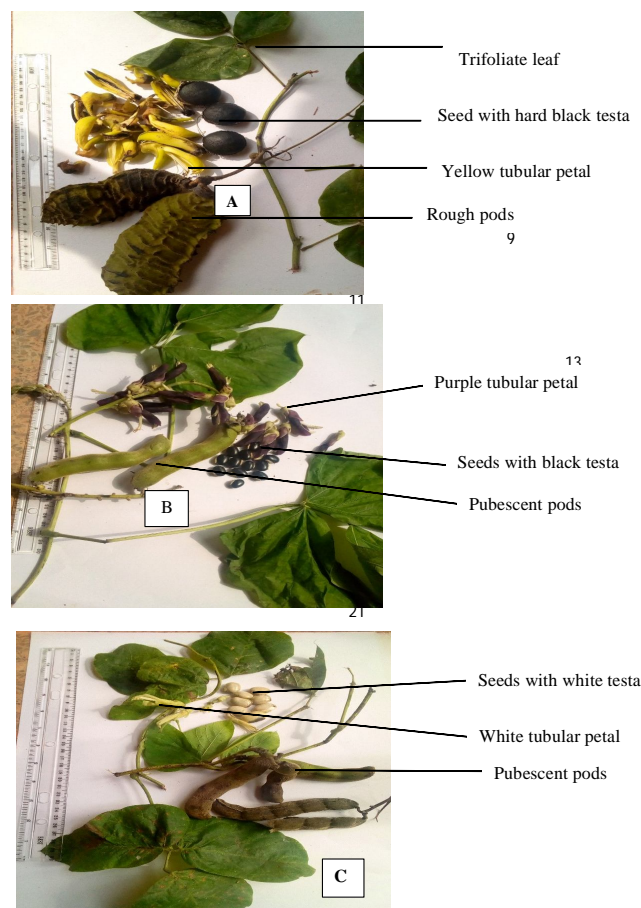 Trifoliate leaf
Seed with hard black testa
Yellow tubular petal
A
Rough pods
9
11
13
Purple tubular petal
Seeds with black testa
B
Pubescent pods
21
Seeds with white testa
White tubular petal
Pubescent pods
C